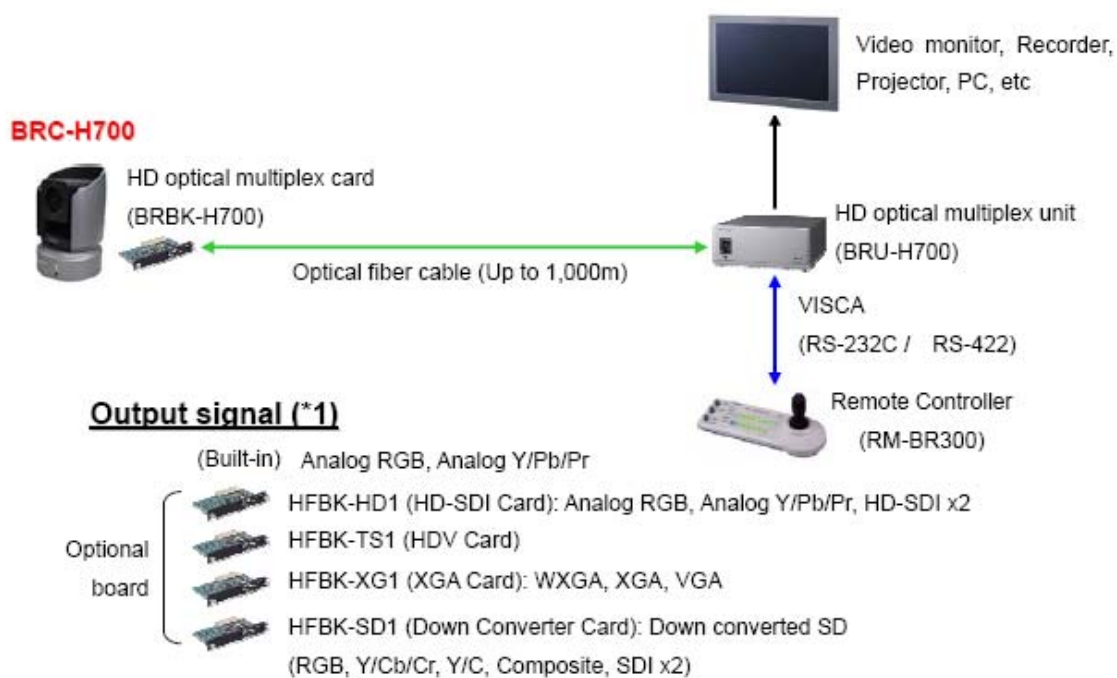 Video monitor, Recorder,
Projector, PC, etc
BRC-H700
HD optical multiplex card
(BRBK-H700)
HD optical multiplex unit
(BRU-H700)
Optical fiber cable (Up to 1,000m)
VISCA
(RS-232C / RS-422)
Remote Controller
(RM-BR300)
Output signal (*1)
(Built-in) Analog RGB, Analog Y/Pb/Pr
Optional
board
HFBK-HD1 (HD-SDI Card): Analog RGB, Analog Y/Pb/Pr, HD-SDI x2
HFBK-TS1 (HDV Card)
HFBK-XG1 (XGA Card): WXGA, XGA, VGA
HFBK-SD1 (Down Converter Card): Down converted SD
(RGB, Y/Cb/Cr, Y/C, Composite, SDI x2)